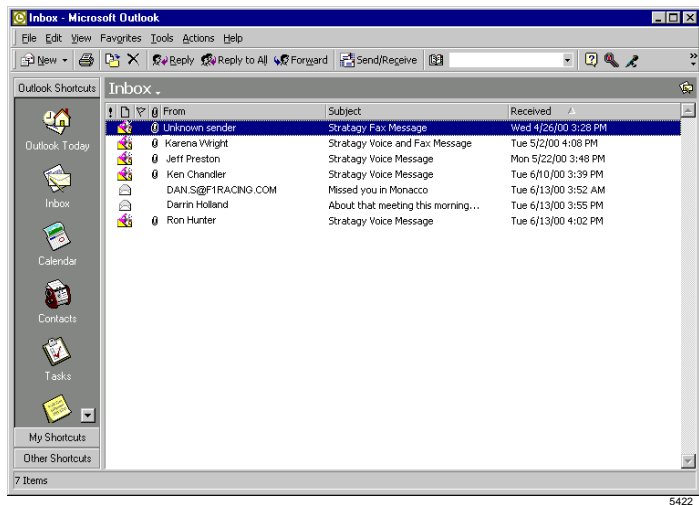 Inbox - Microsoft Outlook
File Edit View Favorites Tools Actions Help
New Reply Reply to All Forward Send/Receive
Outlook Shortcuts Inbox.
! From Subject Received
Unknown sender Stratagy Fax Message Wed 4/26/00 3:28 PM
Karena Wright Stratagy Voice and Fax Message Tue 5/2/00 4:08 PM
Jeff Preston Stratagy Voice Message Mon 5/22/00 3:48 PM
Ken Chandler Stratagy Voice Message Tue 6/10/00 3:39 PM
DAN.S@F1RACING.COM Missed you in Monacco Tue 6/13/00 3:52 AM
Darrin Holland About that meeting this morning... Tue 6/13/00 3:55 PM
Ron Hunter Stratagy Voice Message Tue 6/13/00 4:02 PM
Outlook Today
Inbox
Calendar
Contacts
Tasks
My Shortcuts
Other Shortcuts
7 Items
5422